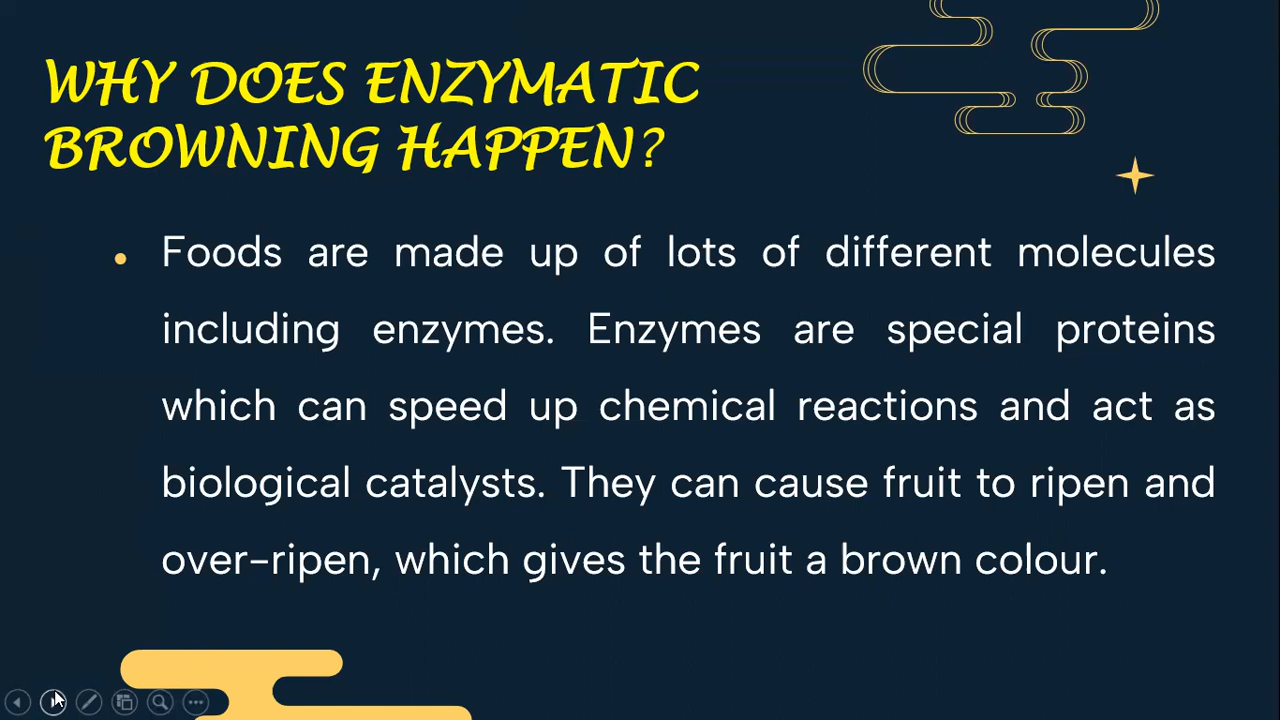 WHY DOES ENZYMATIC
BROWNING HAPPEN?
Foods are made up of lots of different molecules
including enzymes. Enzymes are special proteins
which can speed up chemical reactions and act as
biological catalysts. They can cause fruit to ripen and
over-ripen, which gives the fruit a brown colour.